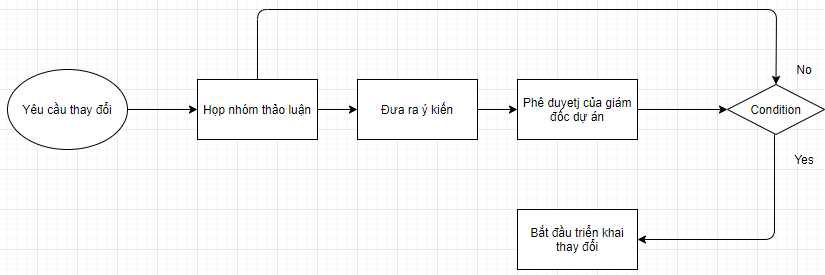 Yêu cầu thay đổi
Họp nhóm thảo luận
Đưa ra ý kiến
Phê duyetj của giám
đốc dự án
Condition
No
Yes
Bắt đầu triển khai
thay đổi